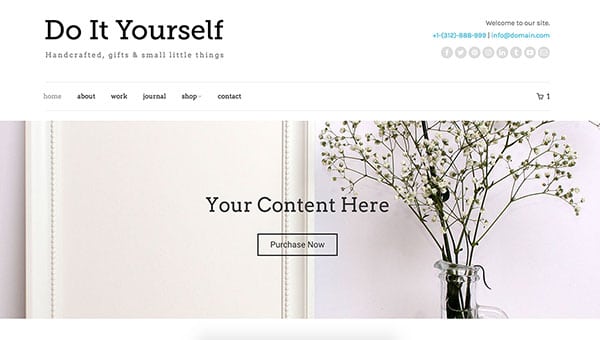 Do It Yourself
Handcrafted, gifts & small little things
Welcome to our site.
+1-(312)-888-999 | info@domain.com
home about work journal shop contact
1
Your Content Here
Purchase Now